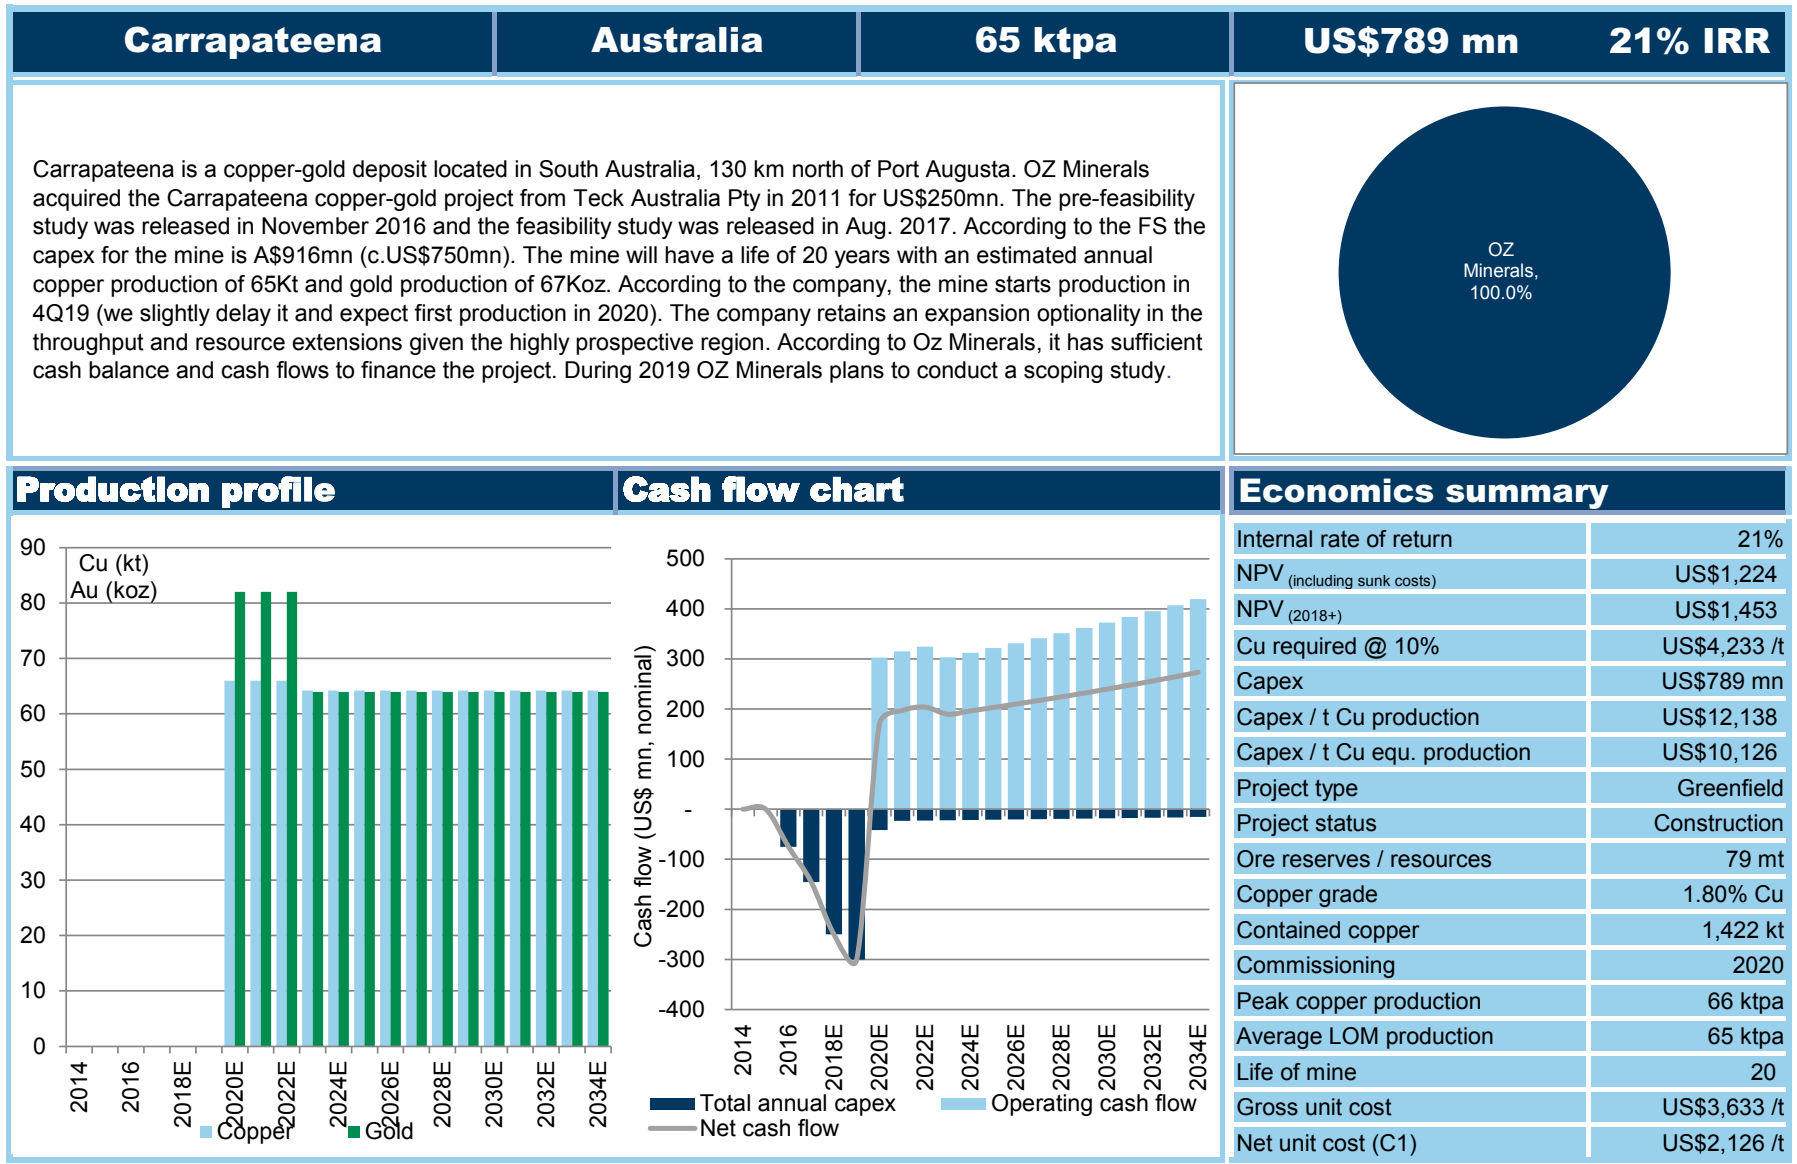 Carrapateena
Australia
65 ktpa
US$789 mn
21% IRR
Carrapateena is a copper-gold deposit located in South Australia, 130 km north of Port Augusta. OZ Minerals
acquired the Carrapateena copper-gold project from Teck Australia Pty in 2011 for US$250mn. The pre-feasibility
study was released in November 2016 and the feasibility study was released in Aug. 2017. According to the FS the
capex for the mine is A$916mn (c.US$750mn). The mine will have a life of 20 years with an estimated annual
copper production of 65Kt and gold production of 67Koz. According to the company, the mine starts production in
4Q19 (we slightly delay it and expect first production in 2020). The company retains an expansion optionality in the
throughput and resource extensions given the highly prospective region. According to Oz Minerals, it has sufficient
cash balance and cash flows to finance the project. During 2019 OZ Minerals plans to conduct a scoping study.
OZ
Minerals,
100.0%
Production profile
90
80
70
60
50
40
30
20
10
0
Cu (kt)
Au (koz)
2014
2016
2018E
2020E
2022E
2024E
2026E
2028E
2030E
2032E
2034E
Copper
Gold
Cash flow chart
Cash flow (US$ mn, nominal)
500
400
300
200
100
-
-100
-200
-300
-400
2014
2016
2018E
2020E
2022E
2024E
2026E
2028E
2030E
2032E
2034E
Total annual capex
Operating cash flow
Net cash flow
Economics summary
Internal rate of return 21%
NPV (including sunk costs) US$1,224
NPV (2018+) US$1,453
Cu required @ 10% US$4,233 /t
Capex US$789 mn
Capex / t Cu production US$12,138
Capex / t Cu equ. production US$10,126
Project type Greenfield
Project status Construction
Ore reserves / resources 79 mt
Copper grade 1.80% Cu
Contained copper 1,422 kt
Commissioning 2020
Peak copper production 66 ktpa
Average LOM production 65 ktpa
Life of mine 20
Gross unit cost US$3,633 /t
Net unit cost (C1) US$2,126 /t